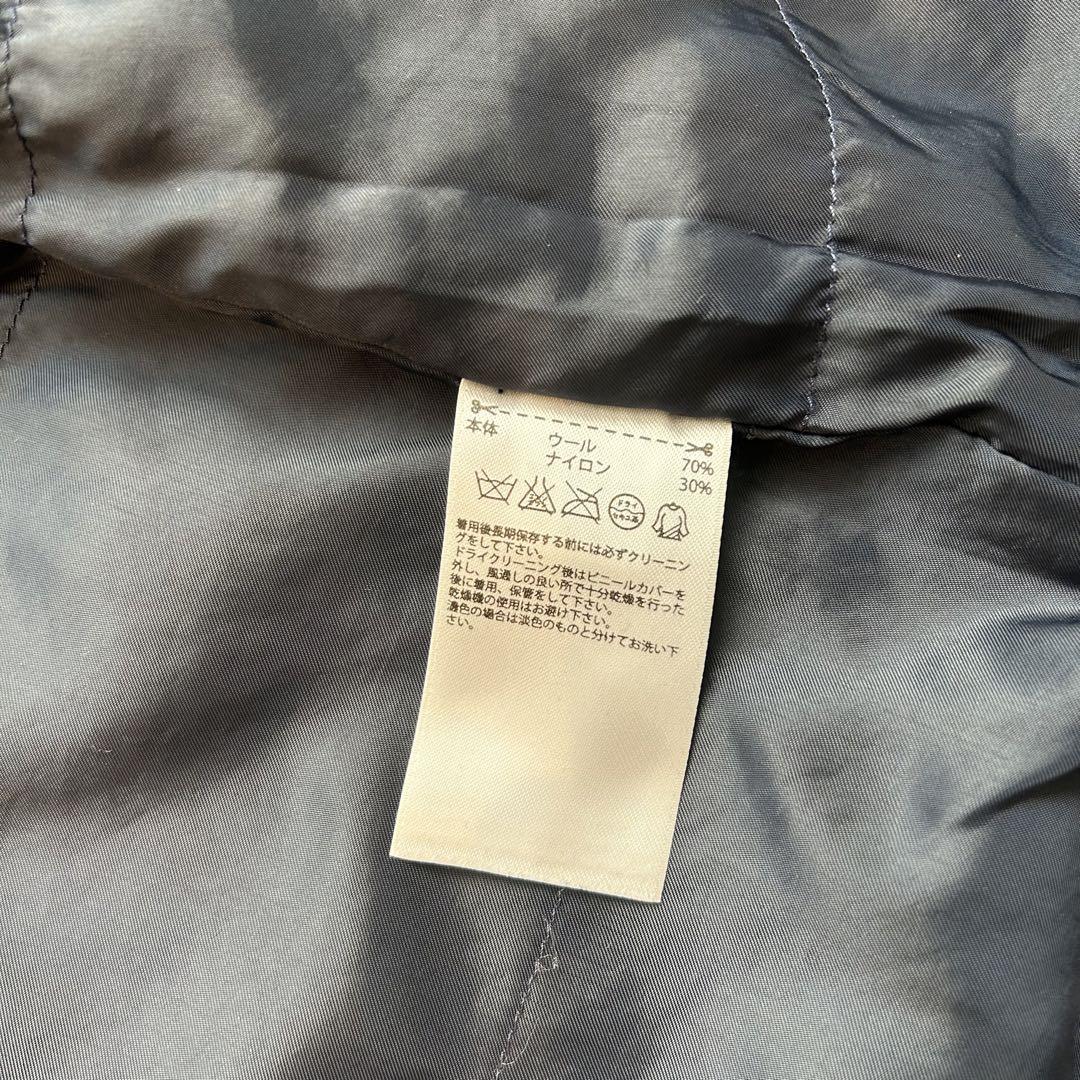 本体 ウール 70%
ナイロン 30%
ドライ
セキユ系
着用後長期保存する前には必ずクリーニン
グをして下さい。
ドライクリーニング後はビニールカバーを
外し、風通しの良い所で十分乾燥を行った
後に着用、保管をして下さい。
乾燥機の使用はお避け下さい。
濃色の場合は淡色のものと分けてお洗い下
さい。